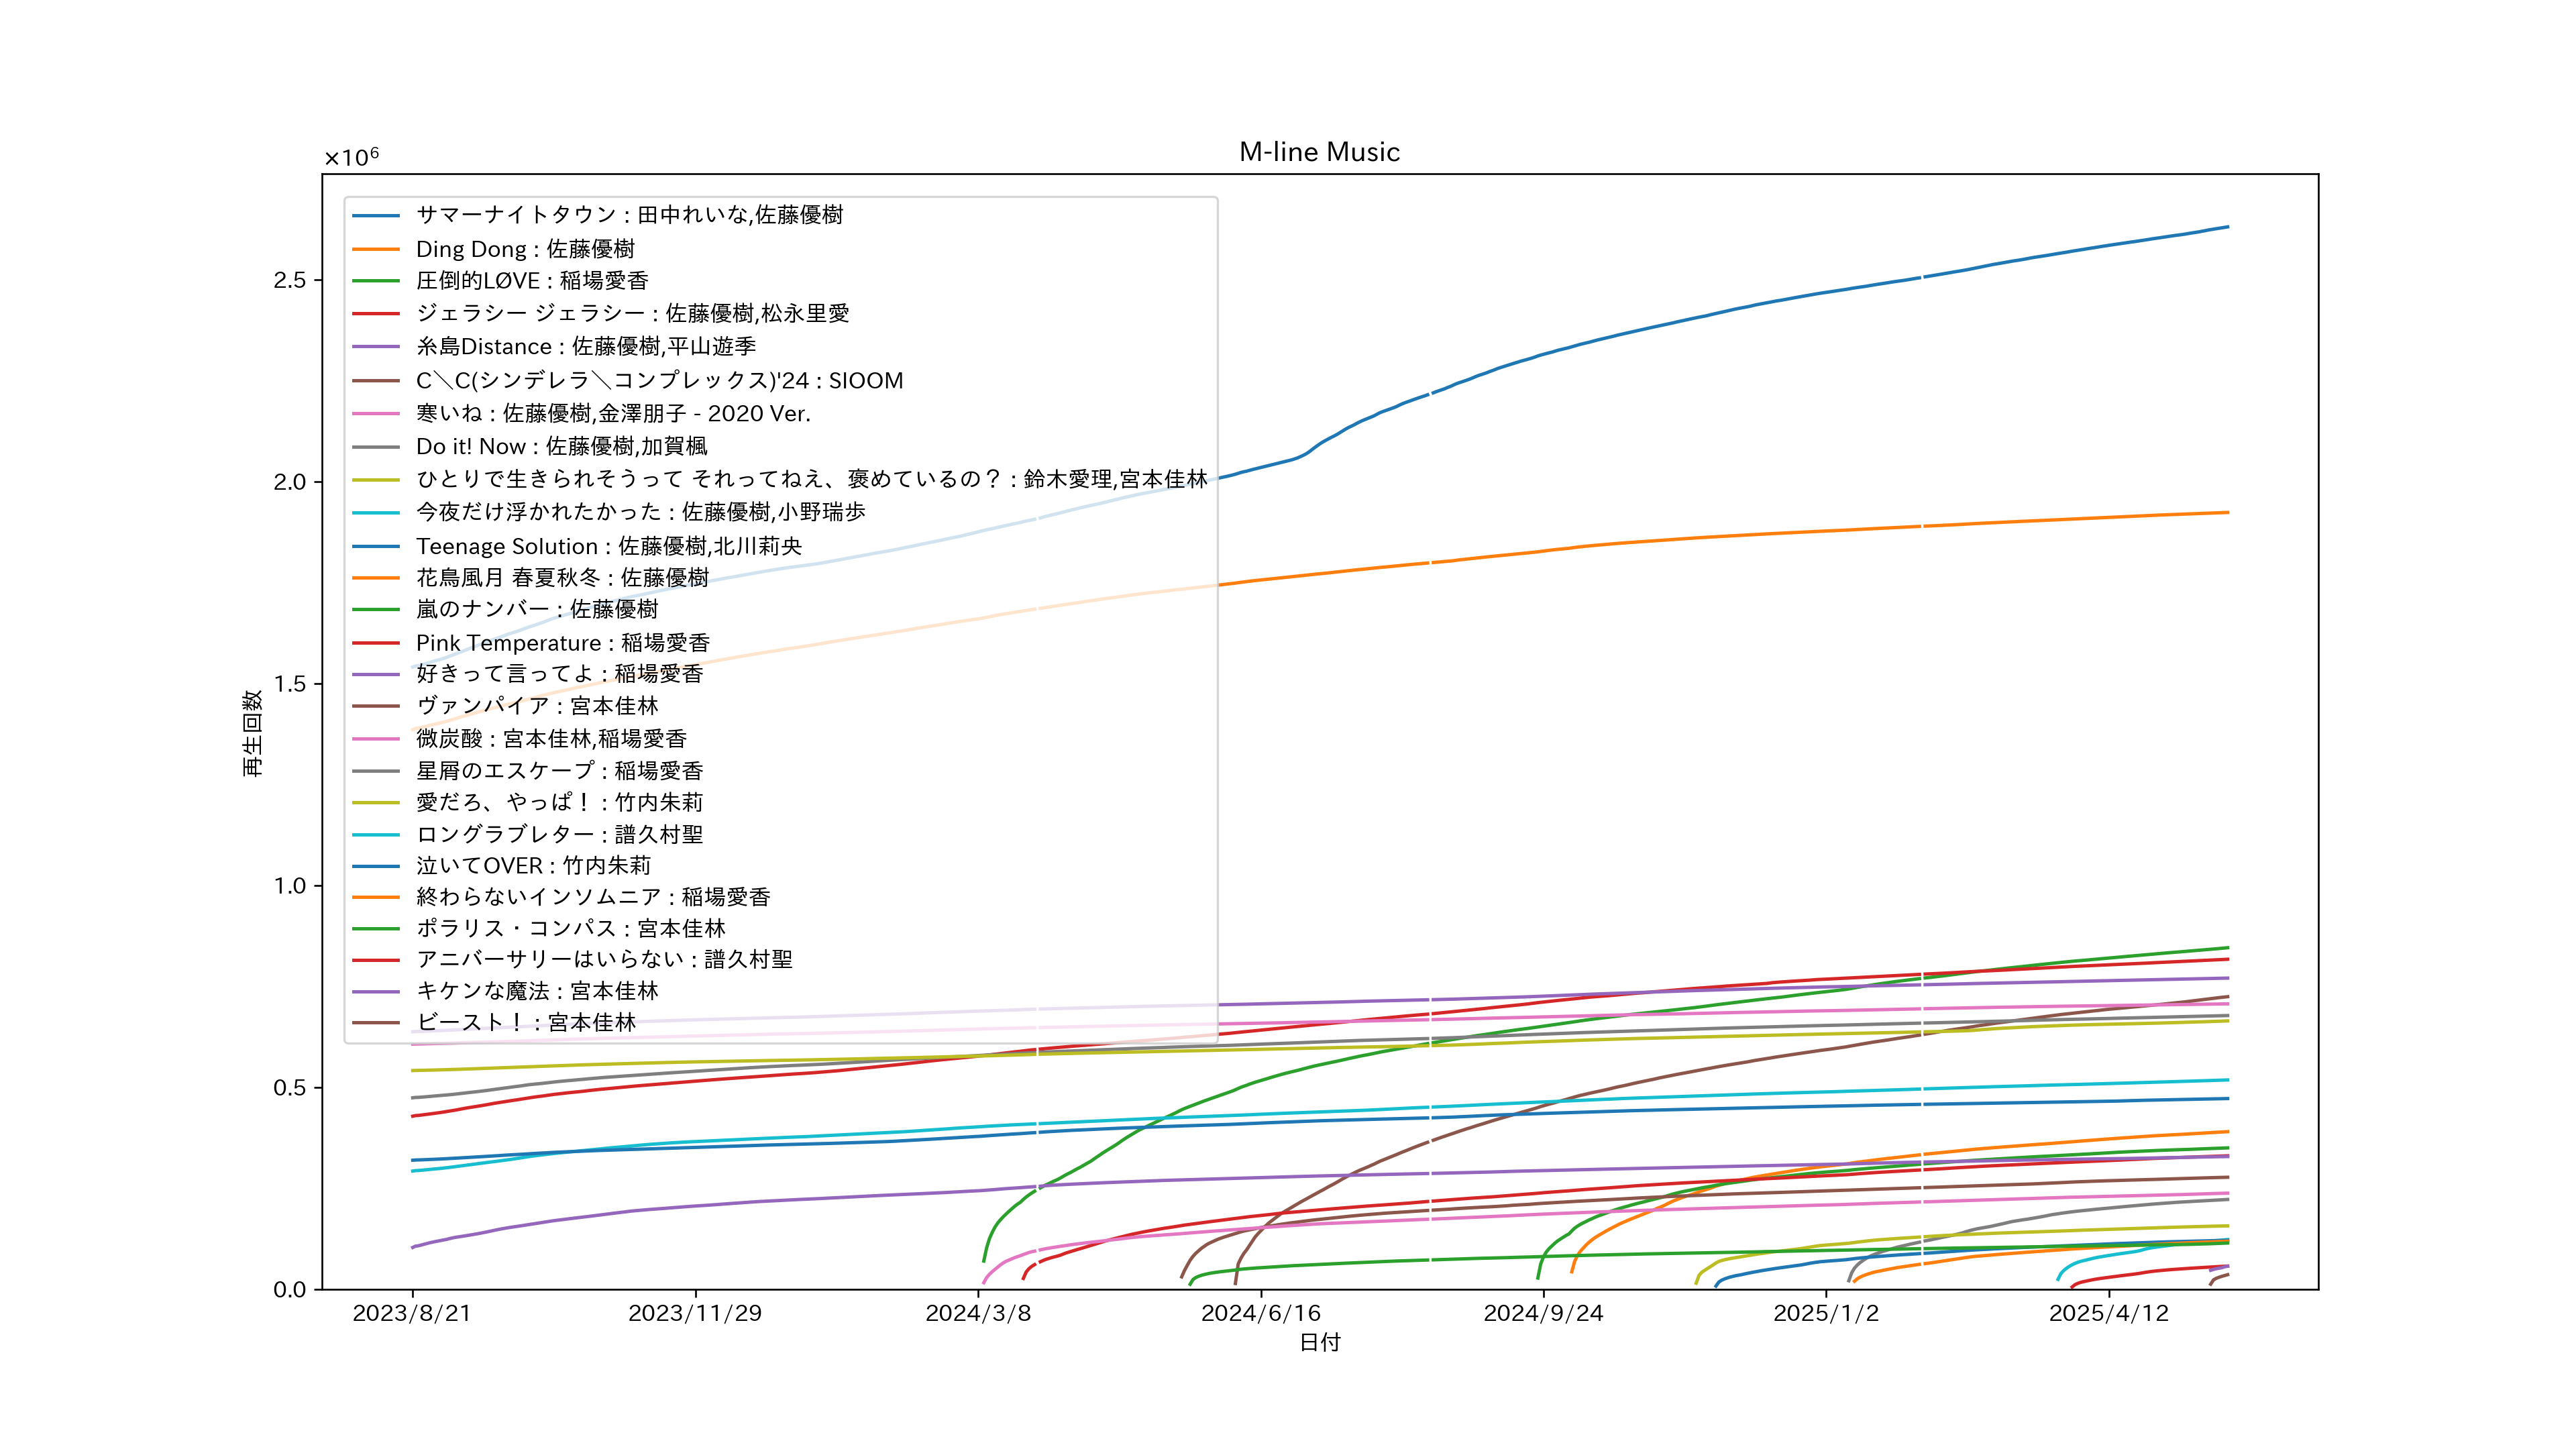 M-line Music
×10⁶
サマーナイトタウン : 田中れいな,佐藤優樹
Ding Dong : 佐藤優樹
圧倒的LØVE : 稲場愛香
ジェラシー ジェラシー : 佐藤優樹,松永里愛
糸島Distance : 佐藤優樹,平山遊季
C＼C(シンデレラ＼コンプレックス)'24 : SIOOM
寒いね : 佐藤優樹,金澤朋子 - 2020 Ver.
Do it! Now : 佐藤優樹,加賀楓
ひとりで生きられそうって それってねえ、褒めているの？ : 鈴木愛理,宮本佳林
今夜だけ浮かれたかった : 佐藤優樹,小野瑞歩
Teenage Solution : 佐藤優樹,北川莉央
花鳥風月 春夏秋冬 : 佐藤優樹
嵐のナンバー : 佐藤優樹
Pink Temperature : 稲場愛香
好きって言ってよ : 稲場愛香
ヴァンパイア : 宮本佳林
微炭酸 : 宮本佳林,稲場愛香
星屑のエスケープ : 稲場愛香
愛だろ、やっぱ！ : 竹内朱莉
ロングラブレター : 譜久村聖
泣いてOVER : 竹内朱莉
終わらないインソムニア : 稲場愛香
ポラリス・コンパス : 宮本佳林
アニバーサリーはいらない : 譜久村聖
キケンな魔法 : 宮本佳林
ビースト！ : 宮本佳林
再生回数
2.5
2.0
1.5
1.0
0.5
0.0
2023/8/21
2023/11/29
2024/3/8
2024/6/16
2024/9/24
2025/1/2
2025/4/12
日付